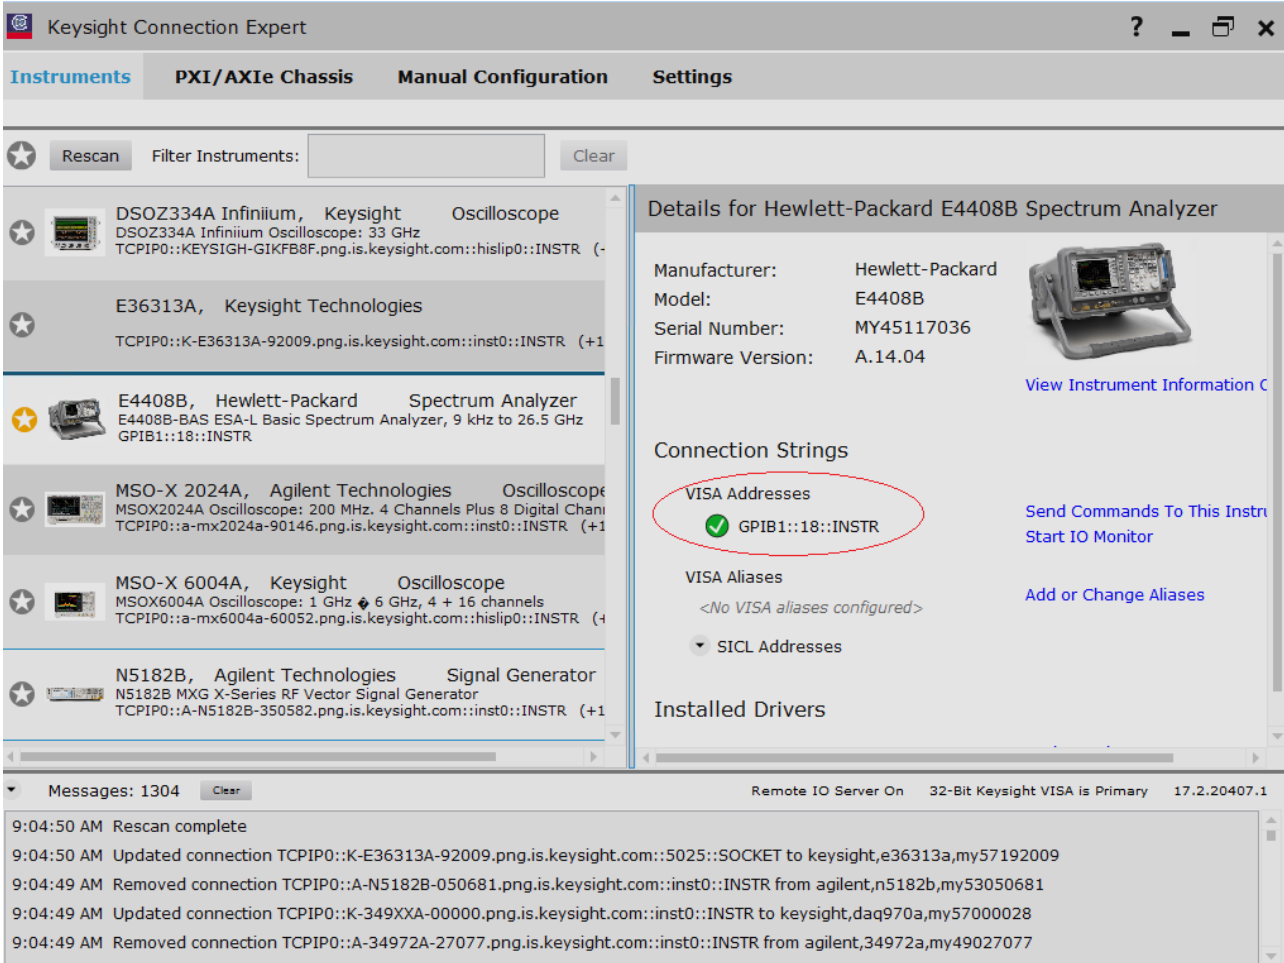 Keysight Connection Expert
?
Instruments PXI/AXIe Chassis Manual Configuration Settings
Rescan Filter Instruments: Clear
DSOZ334A Infiniium, Keysight Oscilloscope
DSOZ334A Infiniium Oscilloscope: 33 GHz
TCPIP0::KEYSIGH-GIKFB8F.png.is.keysight.com::hislip0::INSTR (-
E36313A, Keysight Technologies
TCPIP0::K-E36313A-92009.png.is.keysight.com::inst0::INSTR (+1
E4408B, Hewlett-Packard Spectrum Analyzer
E4408B-BAS ESA-L Basic Spectrum Analyzer, 9 kHz to 26.5 GHz
GPIB1::18::INSTR
MSO-X 2024A, Agilent Technologies Oscilloscope
MSOX2024A Oscilloscope: 200 MHz. 4 Channels Plus 8 Digital Chan
TCPIP0::a-mx2024a-90146.png.is.keysight.com::inst0::INSTR (+1
MSO-X 6004A, Keysight Oscilloscope
MSOX6004A Oscilloscope: 1 GHz � 6 GHz, 4 + 16 channels
TCPIP0::a-mx6004a-60052.png.is.keysight.com::hislip0::INSTR (+
N5182B, Agilent Technologies Signal Generator
N5182B MXG X-Series RF Vector Signal Generator
TCPIP0::A-N5182B-350582.png.is.keysight.com::inst0::INSTR (+1
Details for Hewlett-Packard E4408B Spectrum Analyzer
Manufacturer: Hewlett-Packard
Model: E4408B
Serial Number: MY45117036
Firmware Version: A.14.04
View Instrument Information C
Connection Strings
VISA Addresses
GPIB1::18::INSTR
Send Commands To This Instru
Start IO Monitor
VISA Aliases
<No VISA aliases configured>
Add or Change Aliases
SICL Addresses
Installed Drivers
Messages: 1304 Clear Remote IO Server On 32-Bit Keysight VISA is Primary 17.2.20407.1
9:04:50 AM Rescan complete
9:04:50 AM Updated connection TCPIP0::K-E36313A-92009.png.is.keysight.com::5025::SOCKET to keysight,e36313a,my57192009
9:04:49 AM Removed connection TCPIP0::A-N5182B-050681.png.is.keysight.com::inst0::INSTR from agilent,n5182b,my53050681
9:04:49 AM Updated connection TCPIP0::K-349XXA-00000.png.is.keysight.com::inst0::INSTR to keysight,daq970a,my57000028
9:04:49 AM Removed connection TCPIP0::A-34972A-27077.png.is.keysight.com::inst0::INSTR from agilent,34972a,my49027077